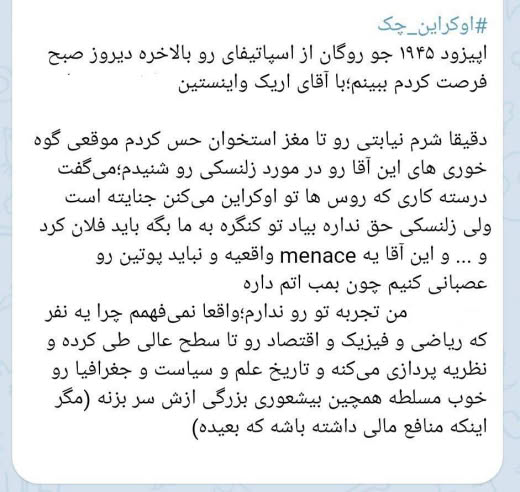 #اوکراین_چک
اپیزود ۱۹۴۵ جو روگان از اسپاتیفای رو بالاخره دیروز صبح
فرصت کردم ببینم؛با آقای اریک واینستین
دقیقا شرم نیابتی رو تا مغز استخوان حس کردم موقعی گوه
خوری های این آقا رو در مورد زلنسکی رو شنیدم؛می‌گفت
درسته کاری که روس ها تو اوکراین می‌کنن جنایته است
ولی زلنسکی حق نداره بیاد تو کنگره به ما بگه باید فلان کرد
و ... و این آقا یه menace واقعیه و نباید پوتین رو
عصبانی کنیم چون بمب اتم داره
من تجربه تو رو ندارم؛واقعا نمی‌فهمم چرا یه نفر
که ریاضی و فیزیک و اقتصاد رو تا سطح عالی طی کرده و
نظریه پردازی می‌کنه و تاریخ علم و سیاست و جغرافیا رو
خوب مسلطه همچین بیشعوری بزرگی ازش سر بزنه (مگر
اینکه منافع مالی داشته باشه که بعیده)